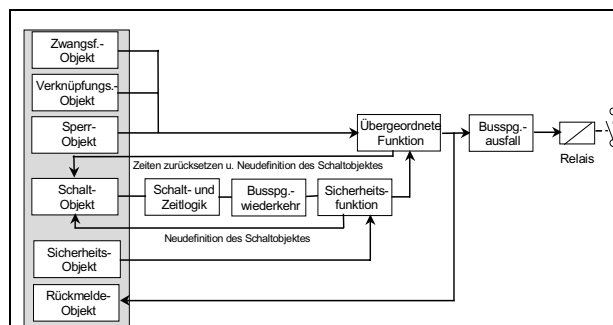 Zwangsf.-
Objekt
Verknüpfungs.-
Objekt
Sperr-
Objekt
Übergeordnete
Funktion
Busspg.-
ausfall
Relais
Zeiten zurücksetzen u. Neudefinition des Schaltobjektes
Schalt-
Objekt
Schalt- und
Zeitlogik
Busspg.-
wiederkehr
Sicherheits-
funktion
Neudefinition des Schaltobjektes
Sicherheits-
Objekt
Rückmelde-
Objekt